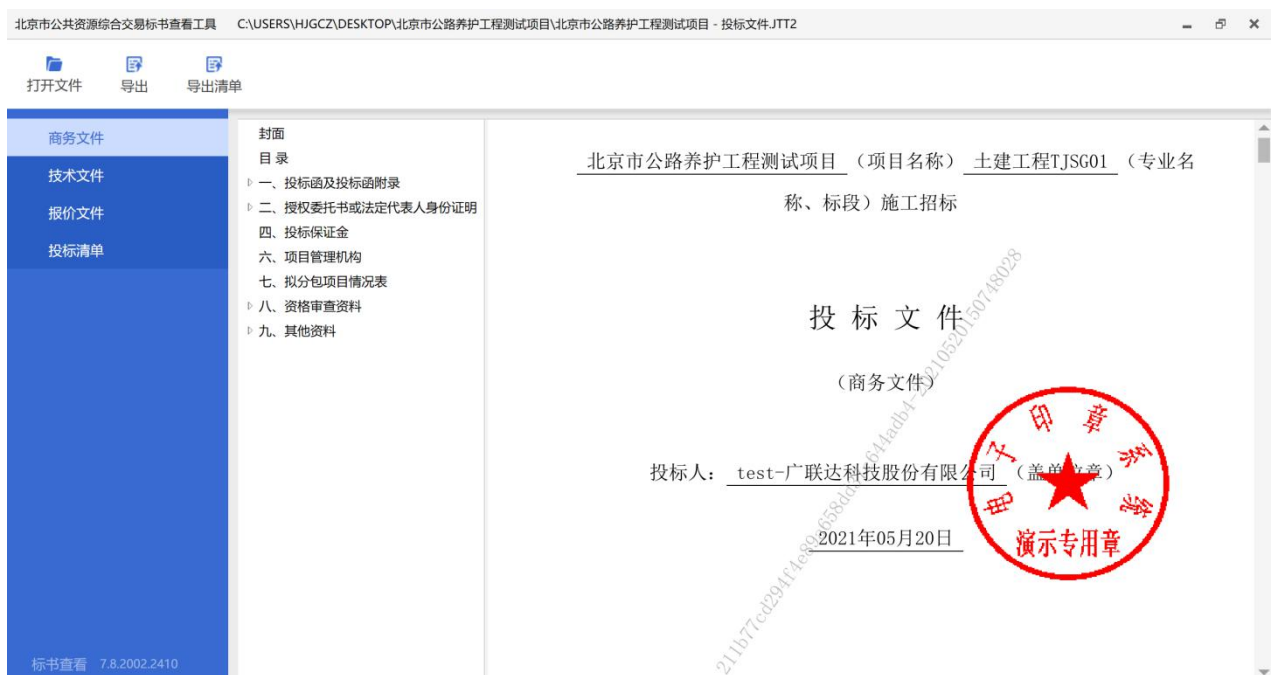 北京市公共资源综合交易标书查看工具 C:\USERS\HJGCZ\DESKTOP\北京市公路养护工程测试项目\北京市公路养护工程测试项目 - 投标文件.JTT2
打开文件 导出 导出清单
商务文件
技术文件
报价文件
投标清单
标书查看 7.8.2002.2410
封面
目录
一、投标函及投标函附录
二、授权委托书或法定代表人身份证明
四、投标保证金
六、项目管理机构
七、拟分包项目情况表
八、资格审查资料
九、其他资料
北京市公路养护工程测试项目 （项目名称） 土建工程TJSG01 （专业名
称、标段）施工招标
投标文件
（商务文件）
投标人： test-广联达科技股份有限公司 （盖单位章）
2021年05月20日
电子印章系统
演示专用章